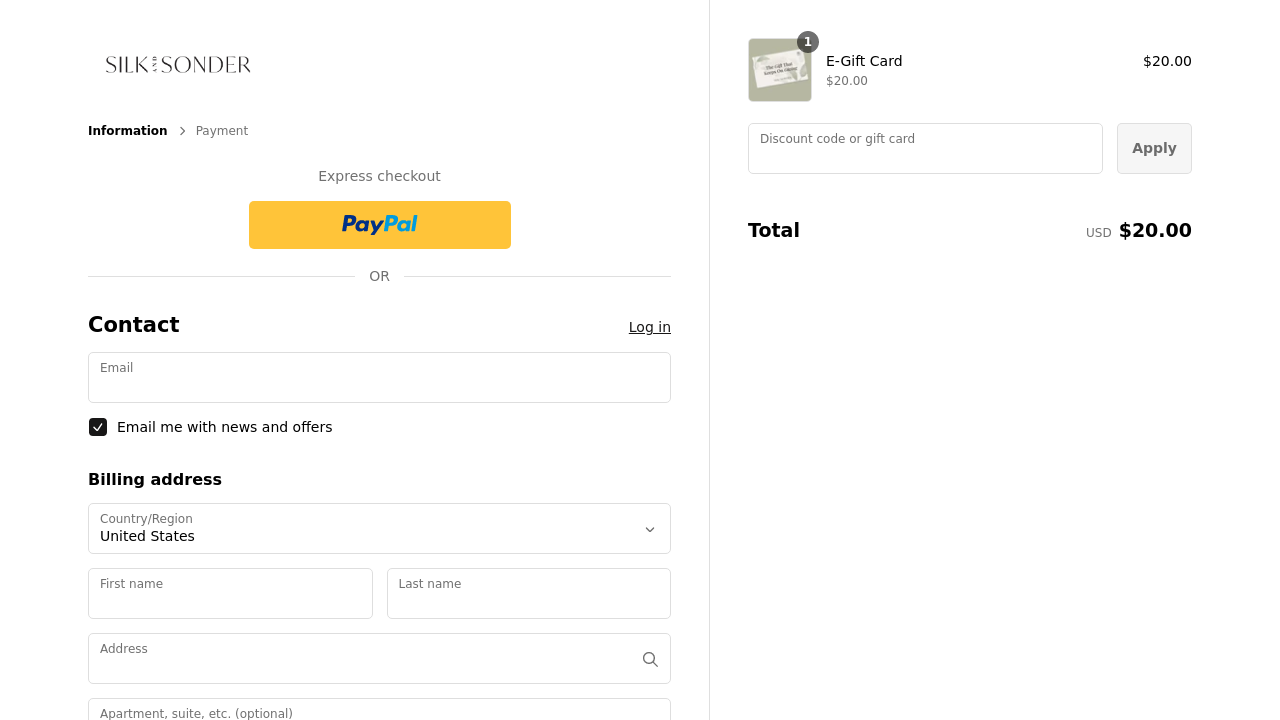 SILK AND SONDER
Information
Payment
Express checkout
PayPal
OR
Contact
Log in
Email
Email me with news and offers
Billing address
Country/Region
United States
First name
Last name
Address
Apartment, suite, etc. (optional)
1
E-Gift Card
$20.00
$20.00
Discount code or gift card
Apply
Total
USD $20.00